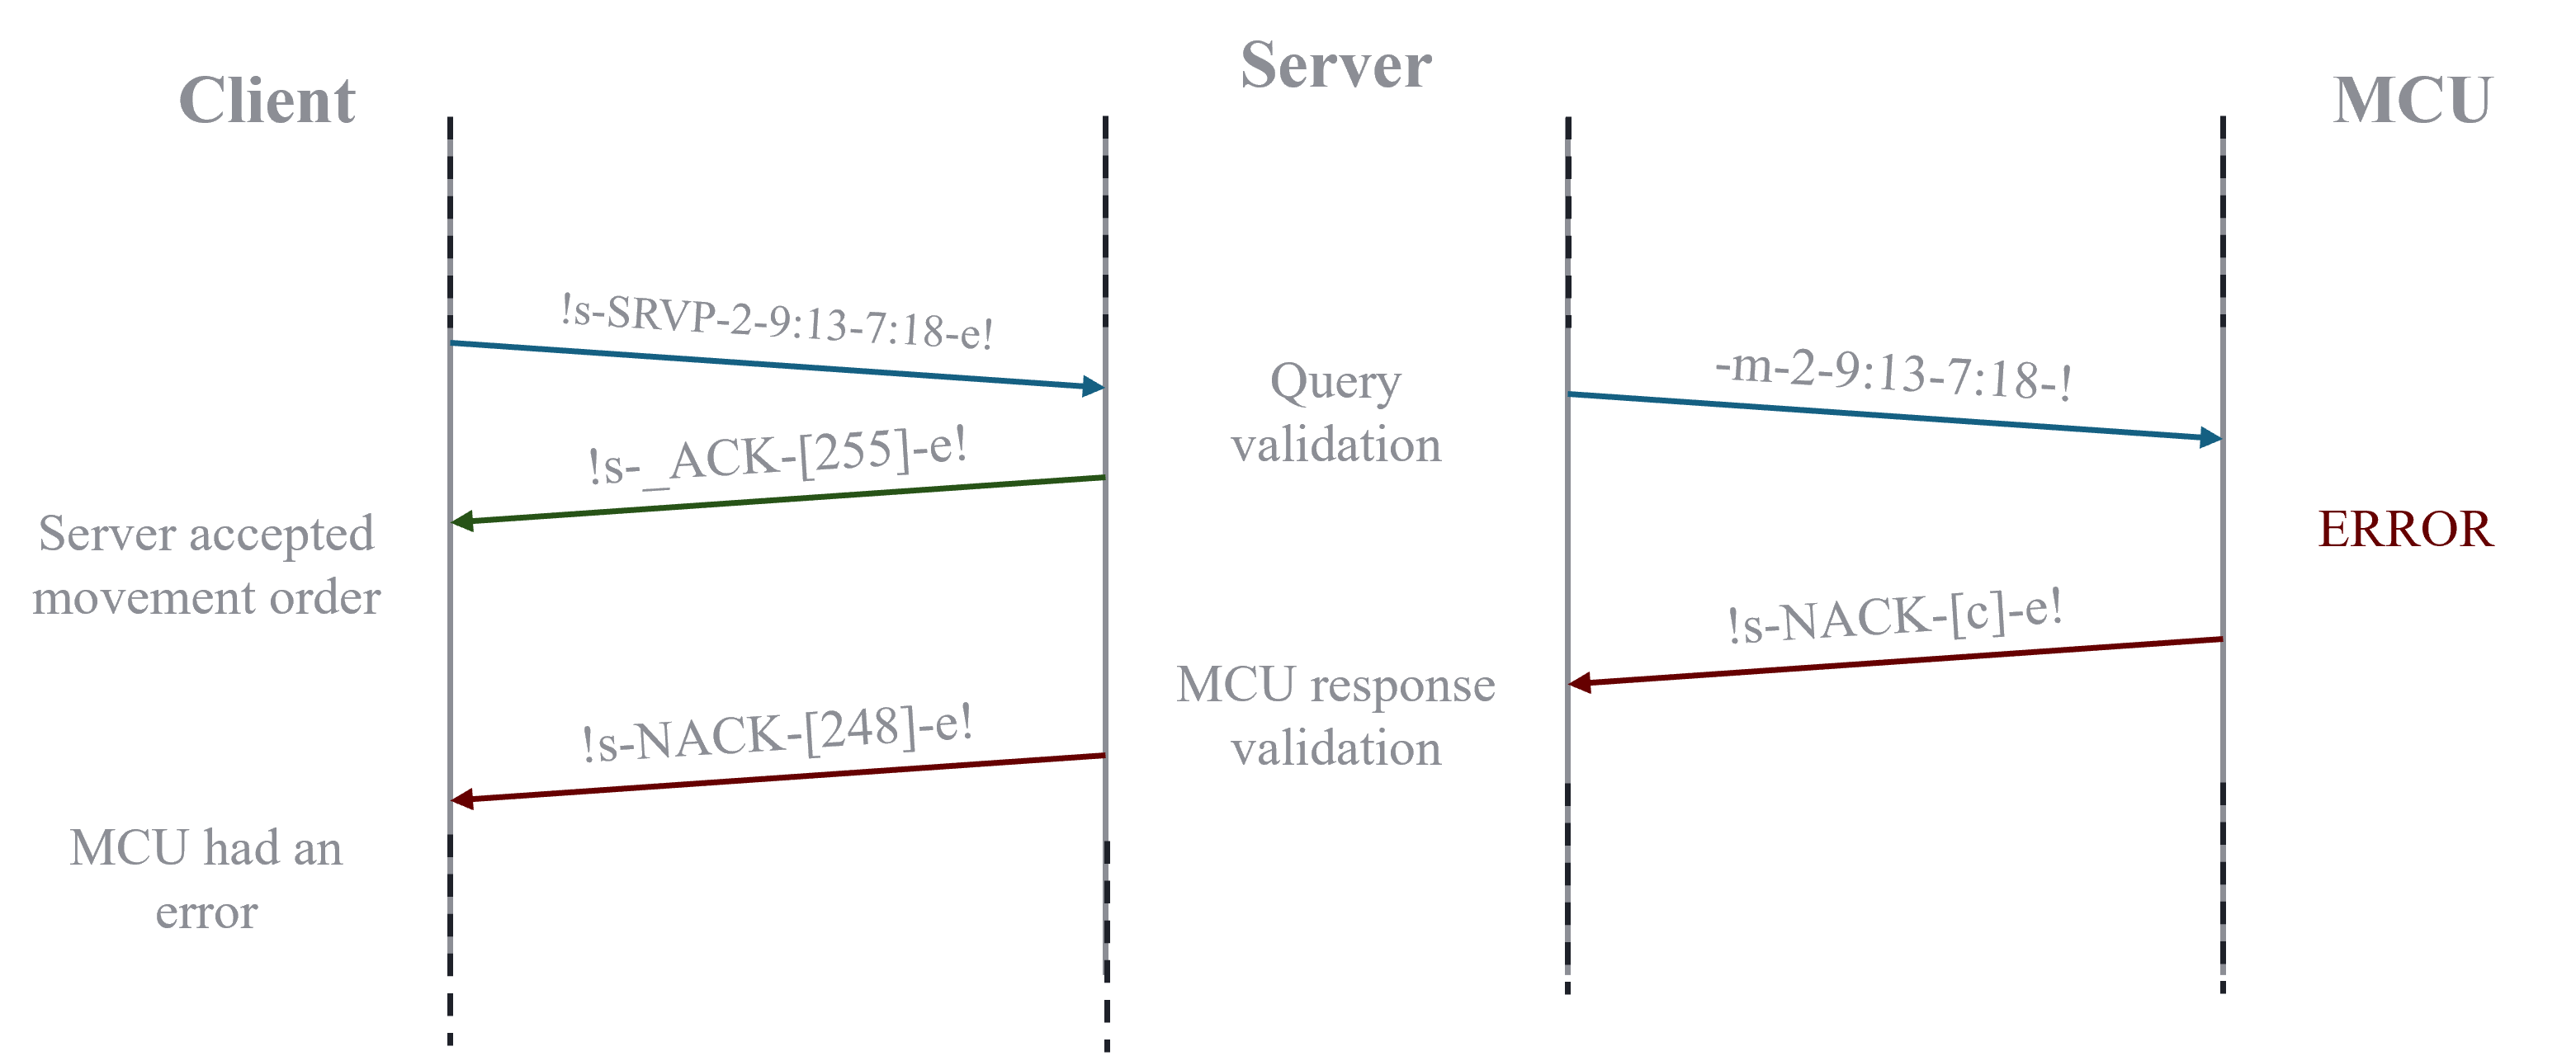 Client
Server
MCU
!s-SRVP-2-9:13-7:18-e!
Query
validation
-m-2-9:13-7:18-!
!s-_ACK-[255]-e!
Server accepted
movement order
ERROR
!s-NACK-[c]-e!
MCU response
validation
!s-NACK-[248]-e!
MCU had an
error